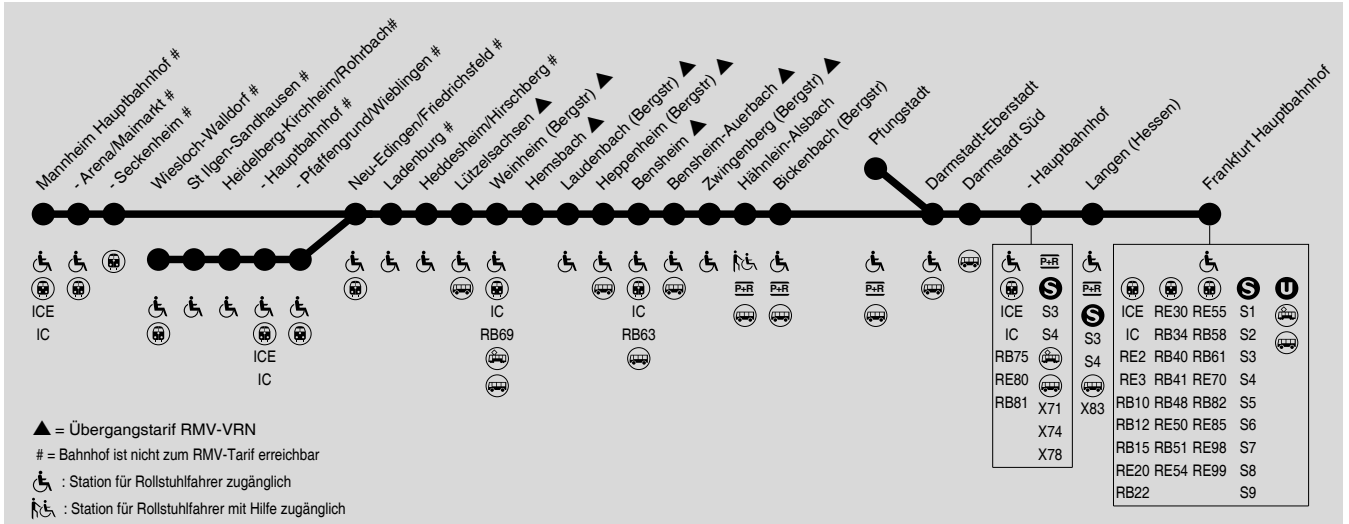 Mannheim Hauptbahnhof #
- Arena/Maimarkt #
- Seckenheim #
Wiesloch-Walldorf #
St Ilgen-Sandhausen #
Heidelberg-Kirchheim/Rohrbach#
- Hauptbahnhof #
- Pfaffengrund/Wieblingen #
Neu-Edingen/Friedrichsfeld #
Ladenburg #
Heddesheim/Hirschberg #
Lützelsachsen ▲
Weinheim (Bergstr) ▲
Hemsbach ▲
Laudenbach (Bergstr) ▲
Heppenheim (Bergstr) ▲
Bensheim ▲
Bensheim-Auerbach ▲
Zwingenberg (Bergstr) ▲
Hähnlein-Alsbach
Bickenbach (Bergstr)
Pfungstadt
Darmstadt-Eberstadt
Darmstadt Süd
- Hauptbahnhof
Langen (Hessen)
Frankfurt Hauptbahnhof
ICE
IC
ICE
IC
IC
RB69
IC
RB63
P+R
P+R
P+R
ICE
IC
RB75
RE80
RB81
P+R
S
S3
S4
X71
X74
X78
P+R
S
S3
S4
X83
ICE RE30 RE55 S1
IC RB34 RB58 S2
RE2 RB40 RB61 S3
RE3 RB41 RE70 S4
RB10 RB48 RB82 S5
RB12 RE50 RE85 S6
RB15 RB51 RE98 S7
RE20 RE54 RE99 S8
RB22 S9
S U
▲ = Übergangstarif RMV-VRN
# = Bahnhof ist nicht zum RMV-Tarif erreichbar
: Station für Rollstuhlfahrer zugänglich
: Station für Rollstuhlfahrer mit Hilfe zugänglich